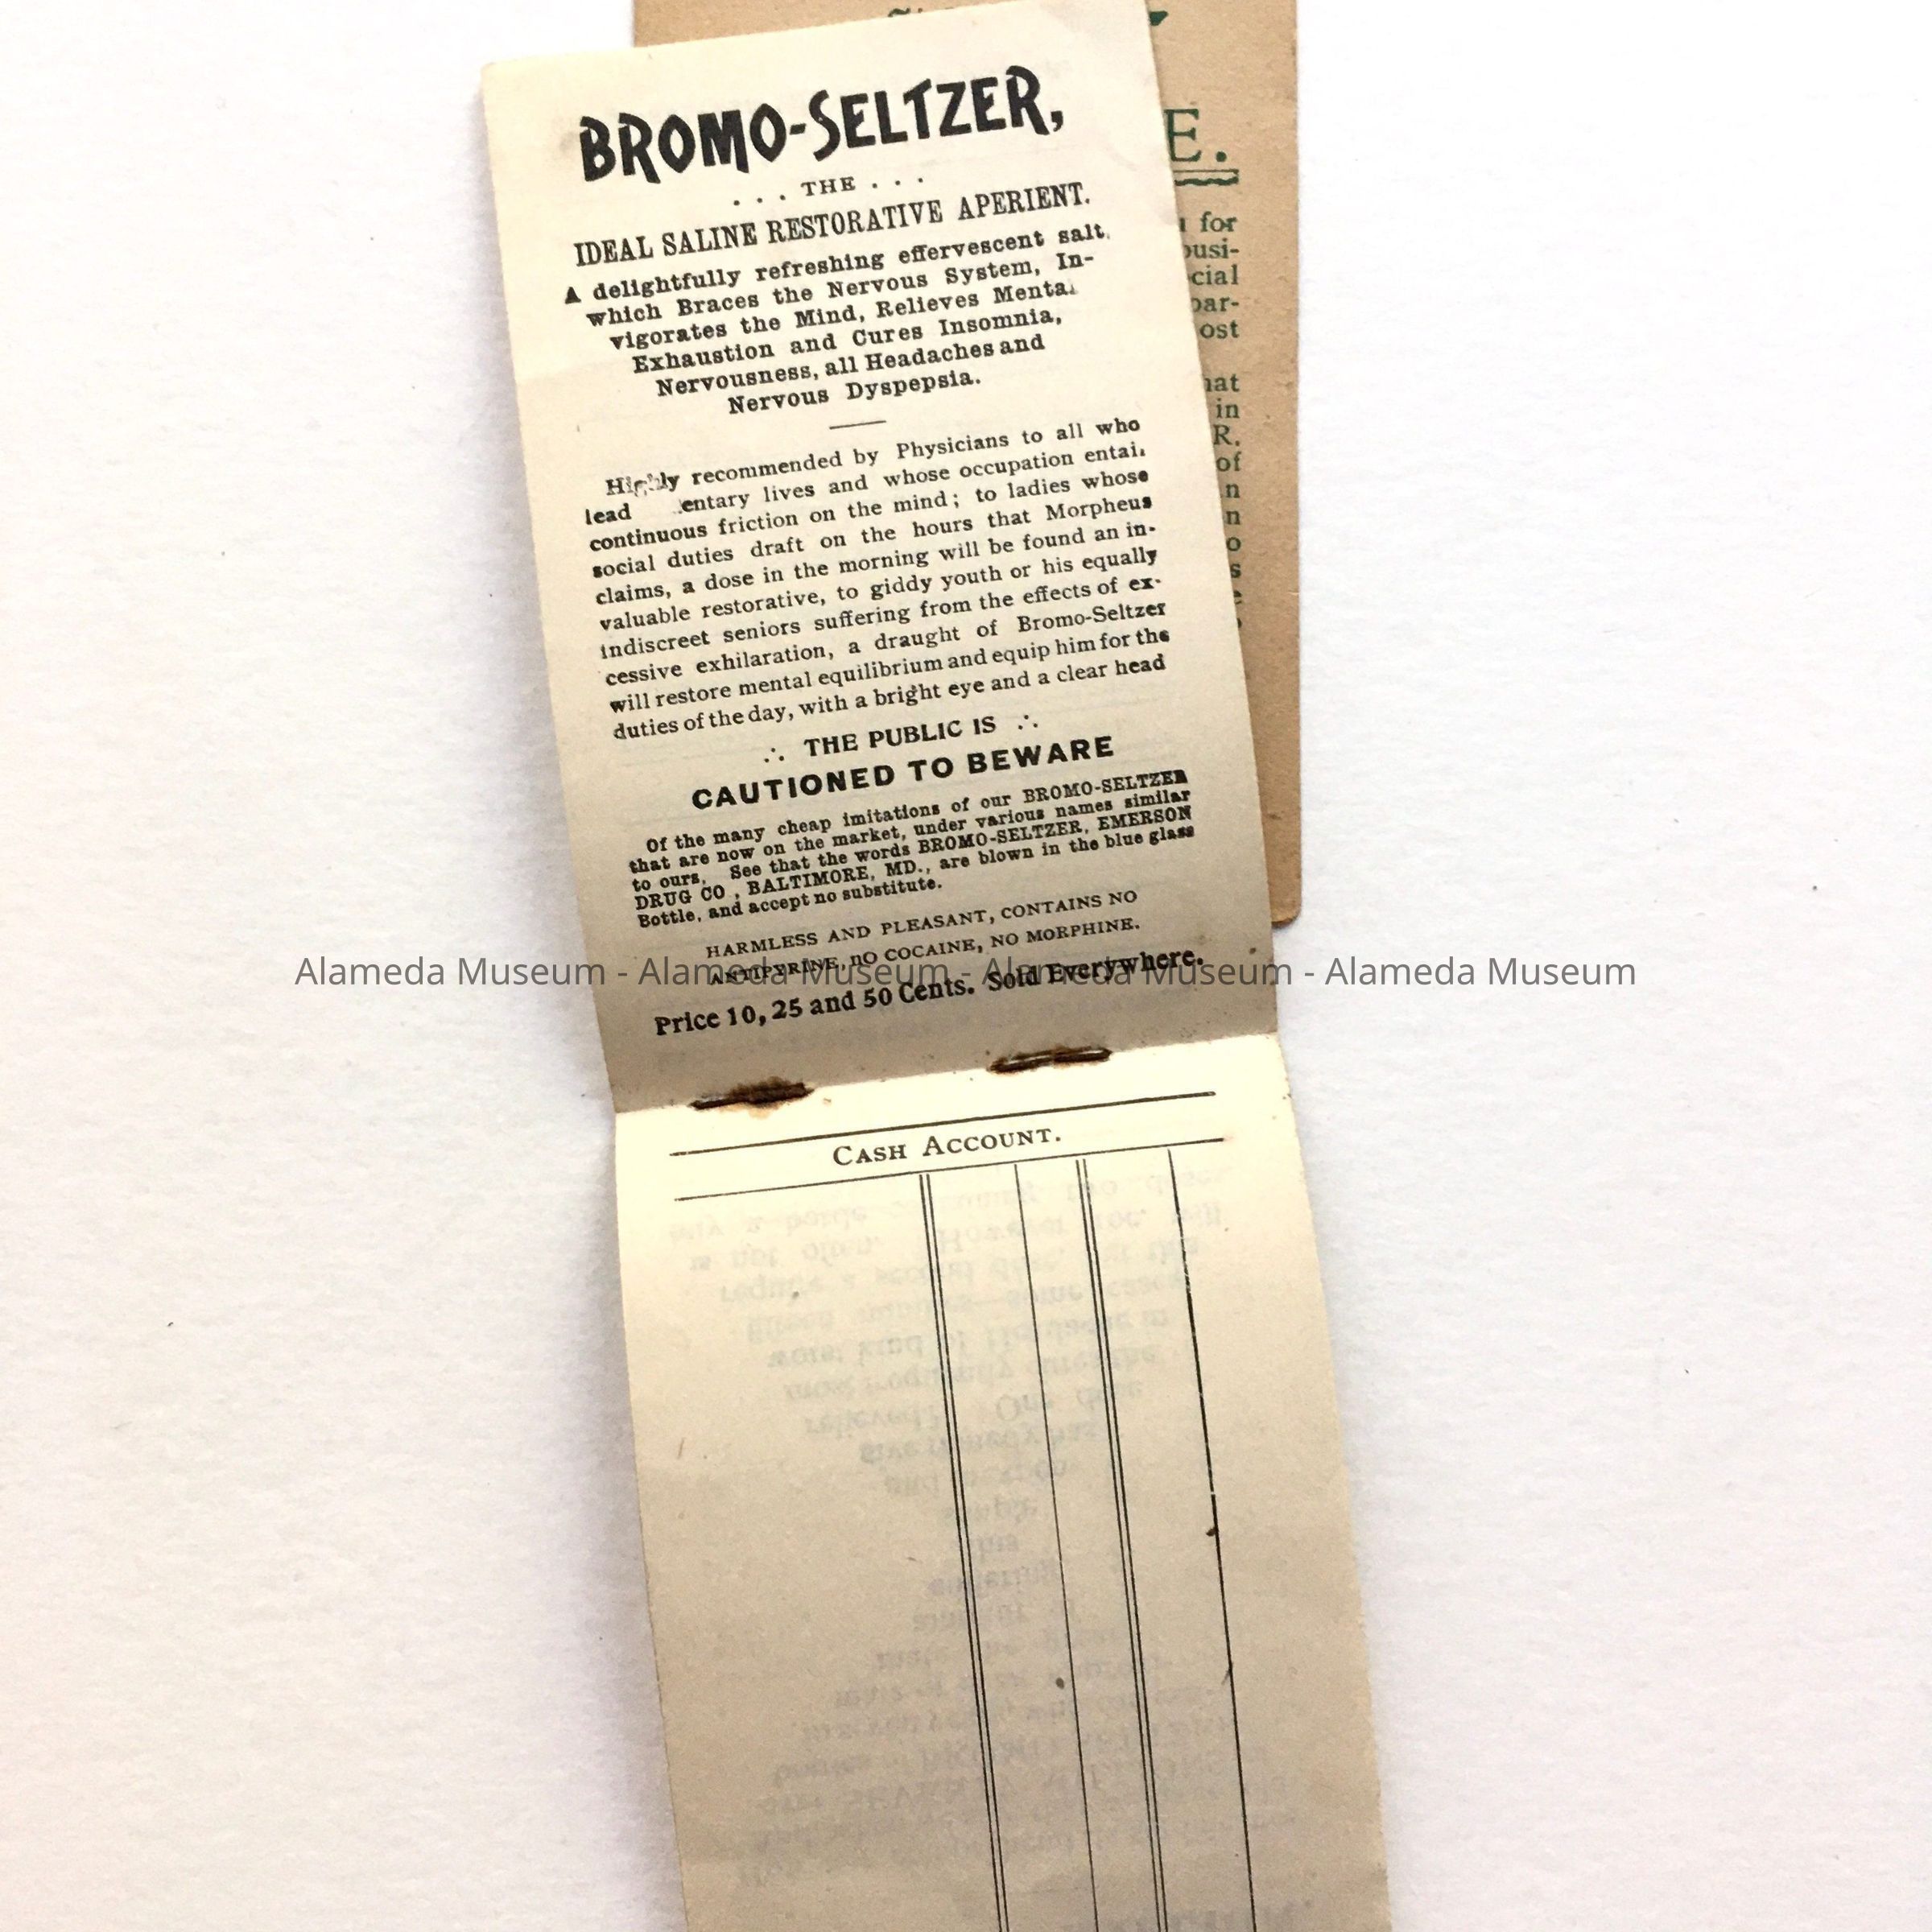 BROMO-SELTZER,
. . . THE . . .
IDEAL SALINE RESTORATIVE APERIENT.
A delightfully refreshing effervescent salt
which Braces the Nervous System, In-
vigorates the Mind, Relieves Mental
Exhaustion and Cures Insomnia,
Nervousness, all Headaches and
Nervous Dyspepsia.
Highly recommended by Physicians to all who
lead entary lives and whose occupation entai
continuous friction on the mind; to ladies whose
social duties draft on the hours that Morpheus
claims, a dose in the morning will be found an in-
valuable restorative, to giddy youth or his equally
indiscreet seniors suffering from the effects of ex-
cessive exhilaration, a draught of Bromo-Seltzer
will restore mental equilibrium and equip him for the
duties of the day, with a bright eye and a clear head
∴ THE PUBLIC IS ∴
CAUTIONED TO BEWARE
Of the many cheap imitations of our BROMO-SELTZER
that are now on the market, under various names similar
to ours. See that the words BROMO-SELTZER, EMERSON
DRUG CO , BALTIMORE, MD., are blown in the blue glass
Bottle, and accept no substitute.
HARMLESS AND PLEASANT, CONTAINS NO
ANTIPYRINE, nO COCAINE, NO MORPHINE.
Price 10, 25 and 50 Cents. Sold Everywhere.
CASH ACCOUNT.
E.
for
busi-
cial
par-
ost
hat
in
R.
of
Alameda Museum - Alameda Museum - Alameda Museum - Alameda Museum